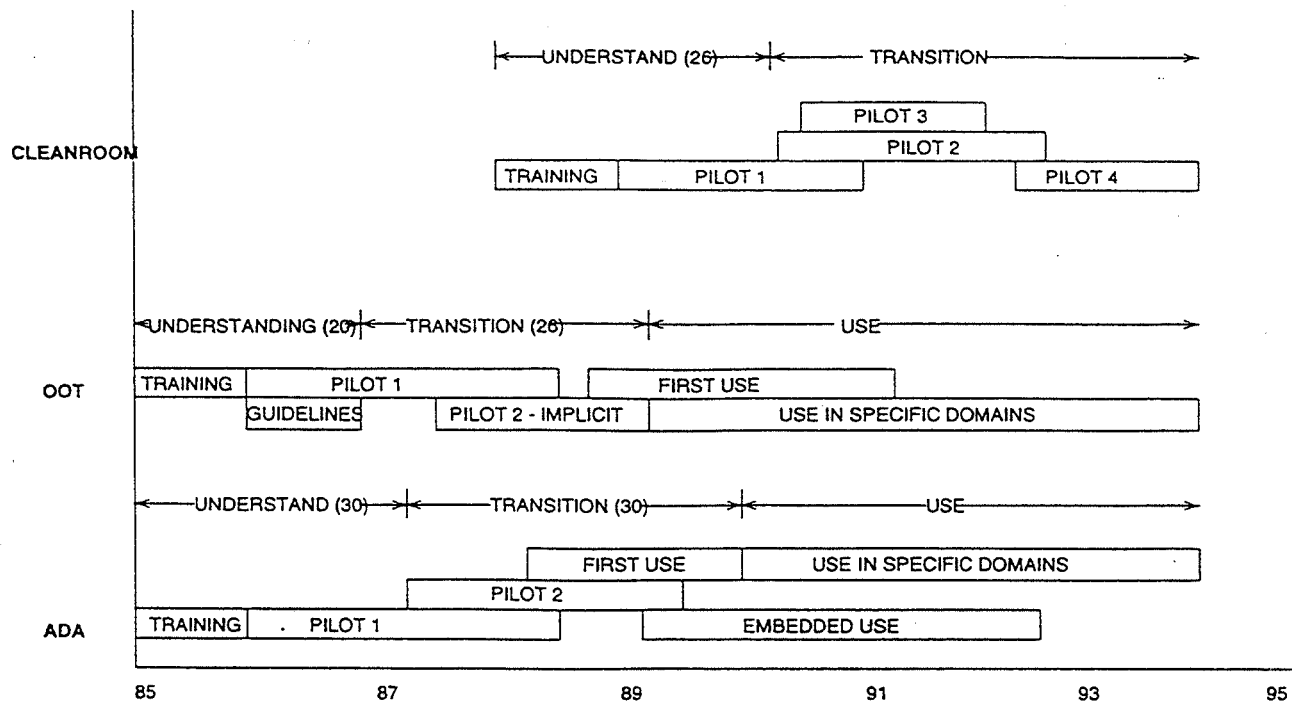 UNDERSTAND (26) TRANSITION
PILOT 3
CLEANROOM PILOT 2
TRAINING PILOT 1 PILOT 4
UNDERSTANDING (20) TRANSITION (26) USE
OOT TRAINING PILOT 1 FIRST USE
GUIDELINES PILOT 2 - IMPLICIT USE IN SPECIFIC DOMAINS
UNDERSTAND (30) TRANSITION (30) USE
FIRST USE USE IN SPECIFIC DOMAINS
PILOT 2
ADA TRAINING PILOT 1 EMBEDDED USE
85 87 89 91 93 95